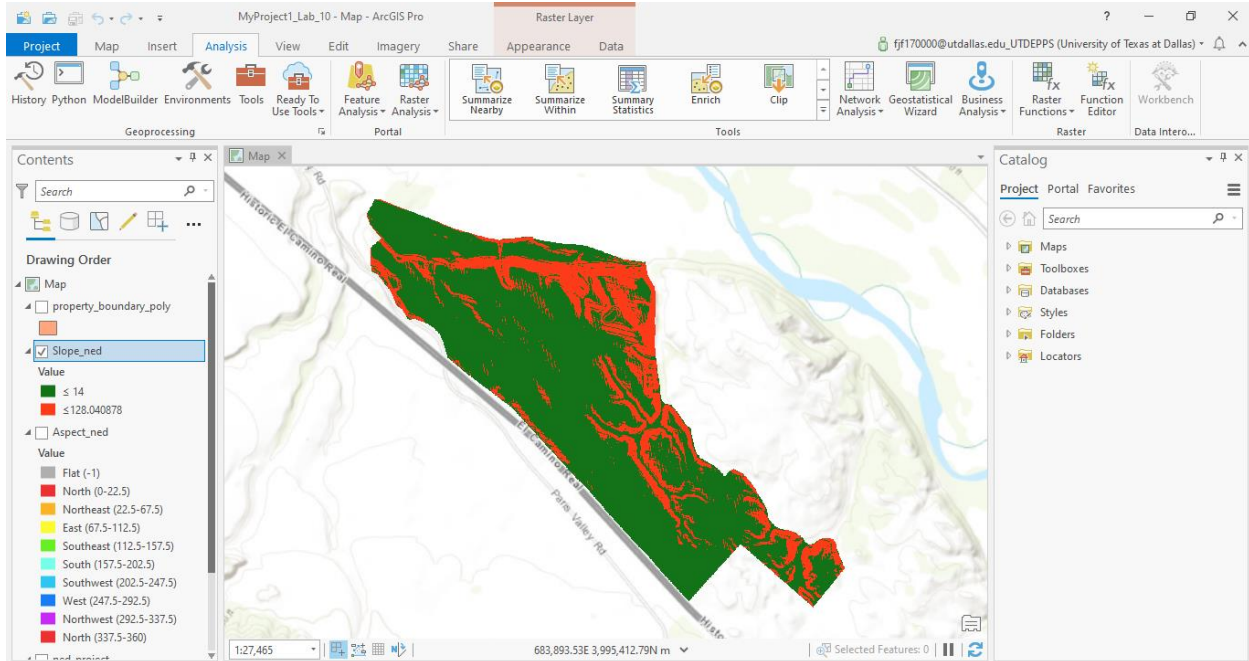 MyProject1_Lab_10 - Map - ArcGIS Pro
Raster Layer
?
Project Map Insert Analysis View Edit Imagery Share Appearance Data
fjf170000@utdallas.edu_UTDEPPS (University of Texas at Dallas)
History Python ModelBuilder Environments Tools Ready To Use Tools
Feature Analysis Raster Analysis
Summarize Nearby Summarize Within Summary Statistics Enrich Clip
Network Analysis Geostatistical Wizard Business Analysis
Raster Functions Function Editor Workbench
Geoprocessing Portal Tools Raster Data Intero...
Contents
Search
Drawing Order
Map
property_boundary_poly
Slope_ned
Value
≤ 14
≤128.040878
Aspect_ned
Value
Flat (-1)
North (0-22.5)
Northeast (22.5-67.5)
East (67.5-112.5)
Southeast (112.5-157.5)
South (157.5-202.5)
Southwest (202.5-247.5)
West (247.5-292.5)
Northwest (292.5-337.5)
North (337.5-360)
ned_project
Map
Rd
Historic El Camino Real
El Camino Real
Paris Valley Rd
Histo
1:27,465
683,893.53E 3,995,412.79N m
Selected Features: 0
Catalog
Project Portal Favorites
Search
Maps
Toolboxes
Databases
Styles
Folders
Locators